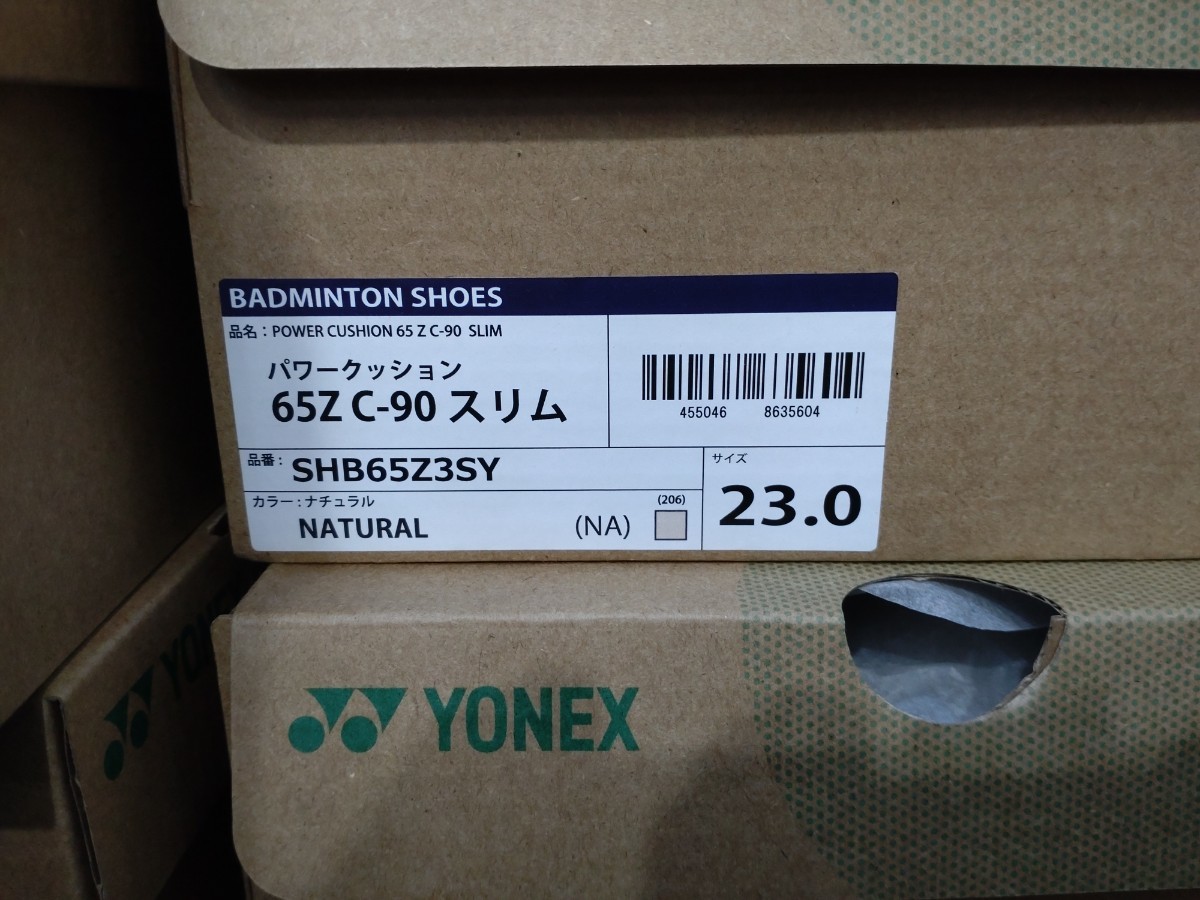 BADMINTON SHOES
品名：POWER CUSHION 65 Z C-90 SLIM
パワークッション
65Z C-90 スリム
455046 8635604
品番：SHB65Z3SY
サイズ
23.0
カラー：ナチュラル
(206)
NATURAL (NA)
YONEX
YONEX